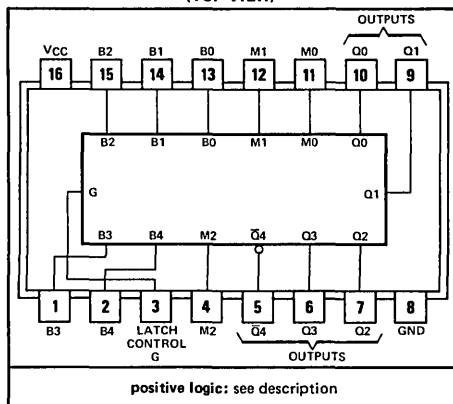 (TOP VIEW)
OUTPUTS
VCC B2 B1 B0 M1 M0 Q0 Q1
16 15 14 13 12 11 10 9
B2 B1 B0 M1 M0 Q0
G Q1
B3 B4 M2 Q̅4 Q3 Q2
1 2 3 4 5 6 7 8
B3 B4 LATCH CONTROL G M2 Q̅4 Q3 Q2 GND
OUTPUTS
positive logic: see description